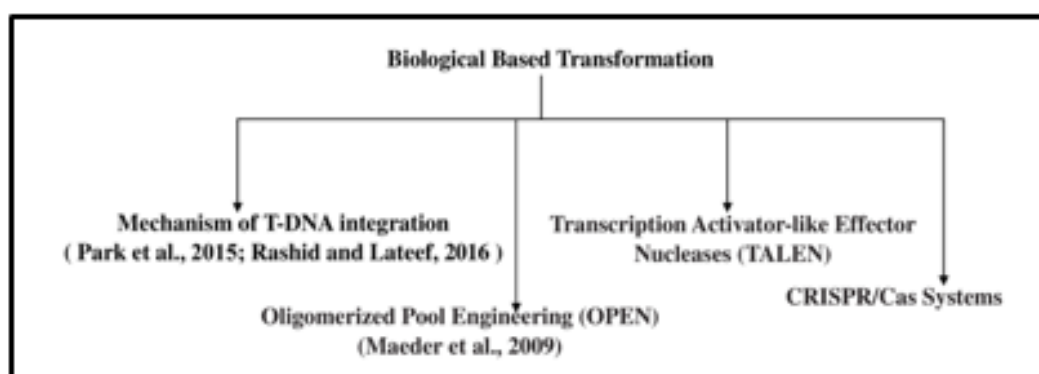 Biological Based Transformation
Mechanism of T-DNA integration
( Park et al., 2015; Rashid and Lateef, 2016 )
Transcription Activator-like Effector
Nucleases (TALEN)
Oligomerized Pool Engineering (OPEN)
(Maeder et al., 2009)
CRISPR/Cas Systems